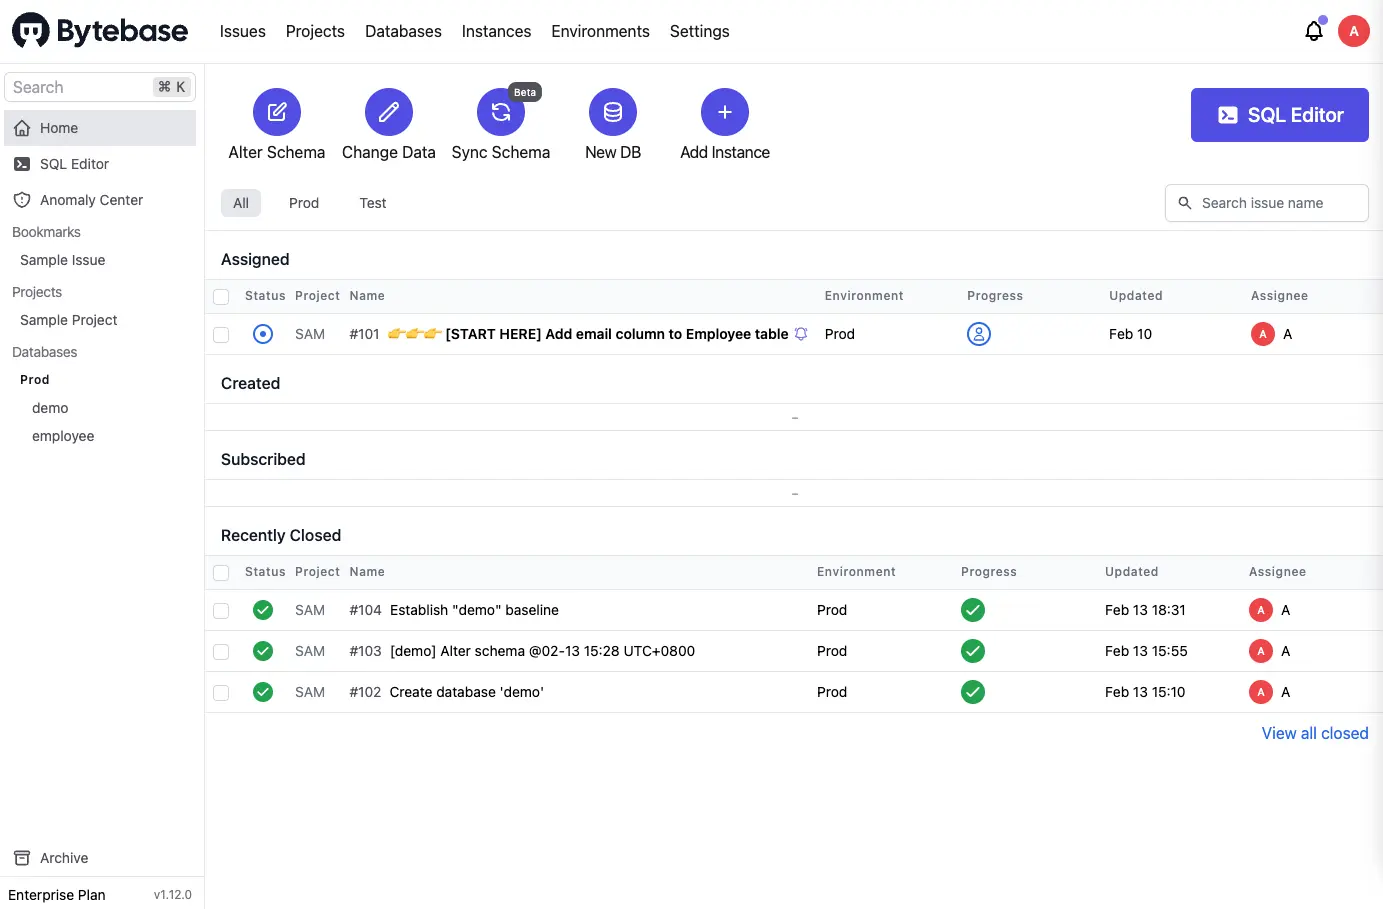 Bytebase
Issues Projects Databases Instances Environments Settings
A
Search ⌘ K
Home
SQL Editor
Anomaly Center
Bookmarks
Sample Issue
Projects
Sample Project
Databases
Prod
demo
employee
Archive
Enterprise Plan v1.12.0
Beta
Alter Schema Change Data Sync Schema New DB Add Instance
SQL Editor
All Prod Test
Search issue name
Assigned
Status Project Name Environment Progress Updated Assignee
SAM #101 👉👉👉 [START HERE] Add email column to Employee table Prod Feb 10 A A
Created
–
Subscribed
–
Recently Closed
Status Project Name Environment Progress Updated Assignee
SAM #104 Establish "demo" baseline Prod Feb 13 18:31 A A
SAM #103 [demo] Alter schema @02-13 15:28 UTC+0800 Prod Feb 13 15:55 A A
SAM #102 Create database 'demo' Prod Feb 13 15:10 A A
View all closed